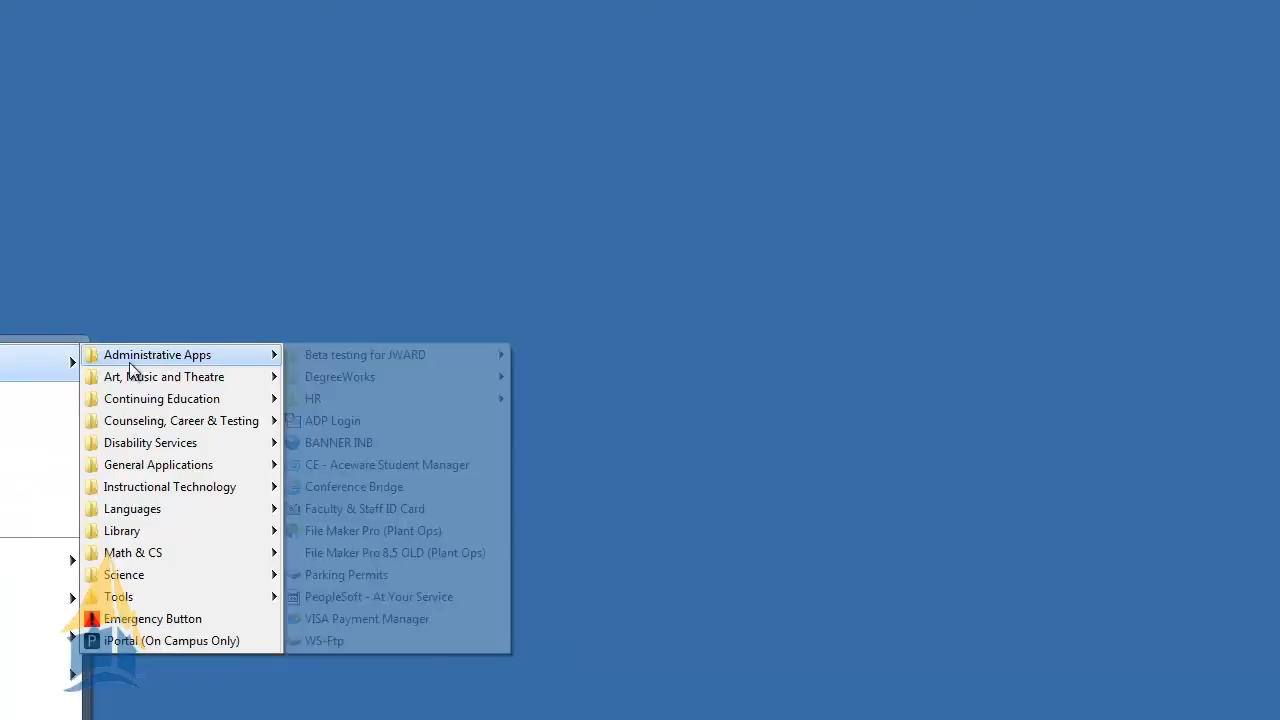 Administrative Apps
Art, Music and Theatre
Continuing Education
Counseling, Career & Testing
Disability Services
General Applications
Instructional Technology
Languages
Library
Math & CS
Science
Tools
Emergency Button
iPortal (On Campus Only)
Beta testing for JWARD
DegreeWorks
HR
ADP Login
BANNER INB
CE - Aceware Student Manager
Conference Bridge
Faculty & Staff ID Card
File Maker Pro (Plant Ops)
File Maker Pro 8.5 OLD (Plant Ops)
Parking Permits
PeopleSoft - At Your Service
VISA Payment Manager
WS-Ftp